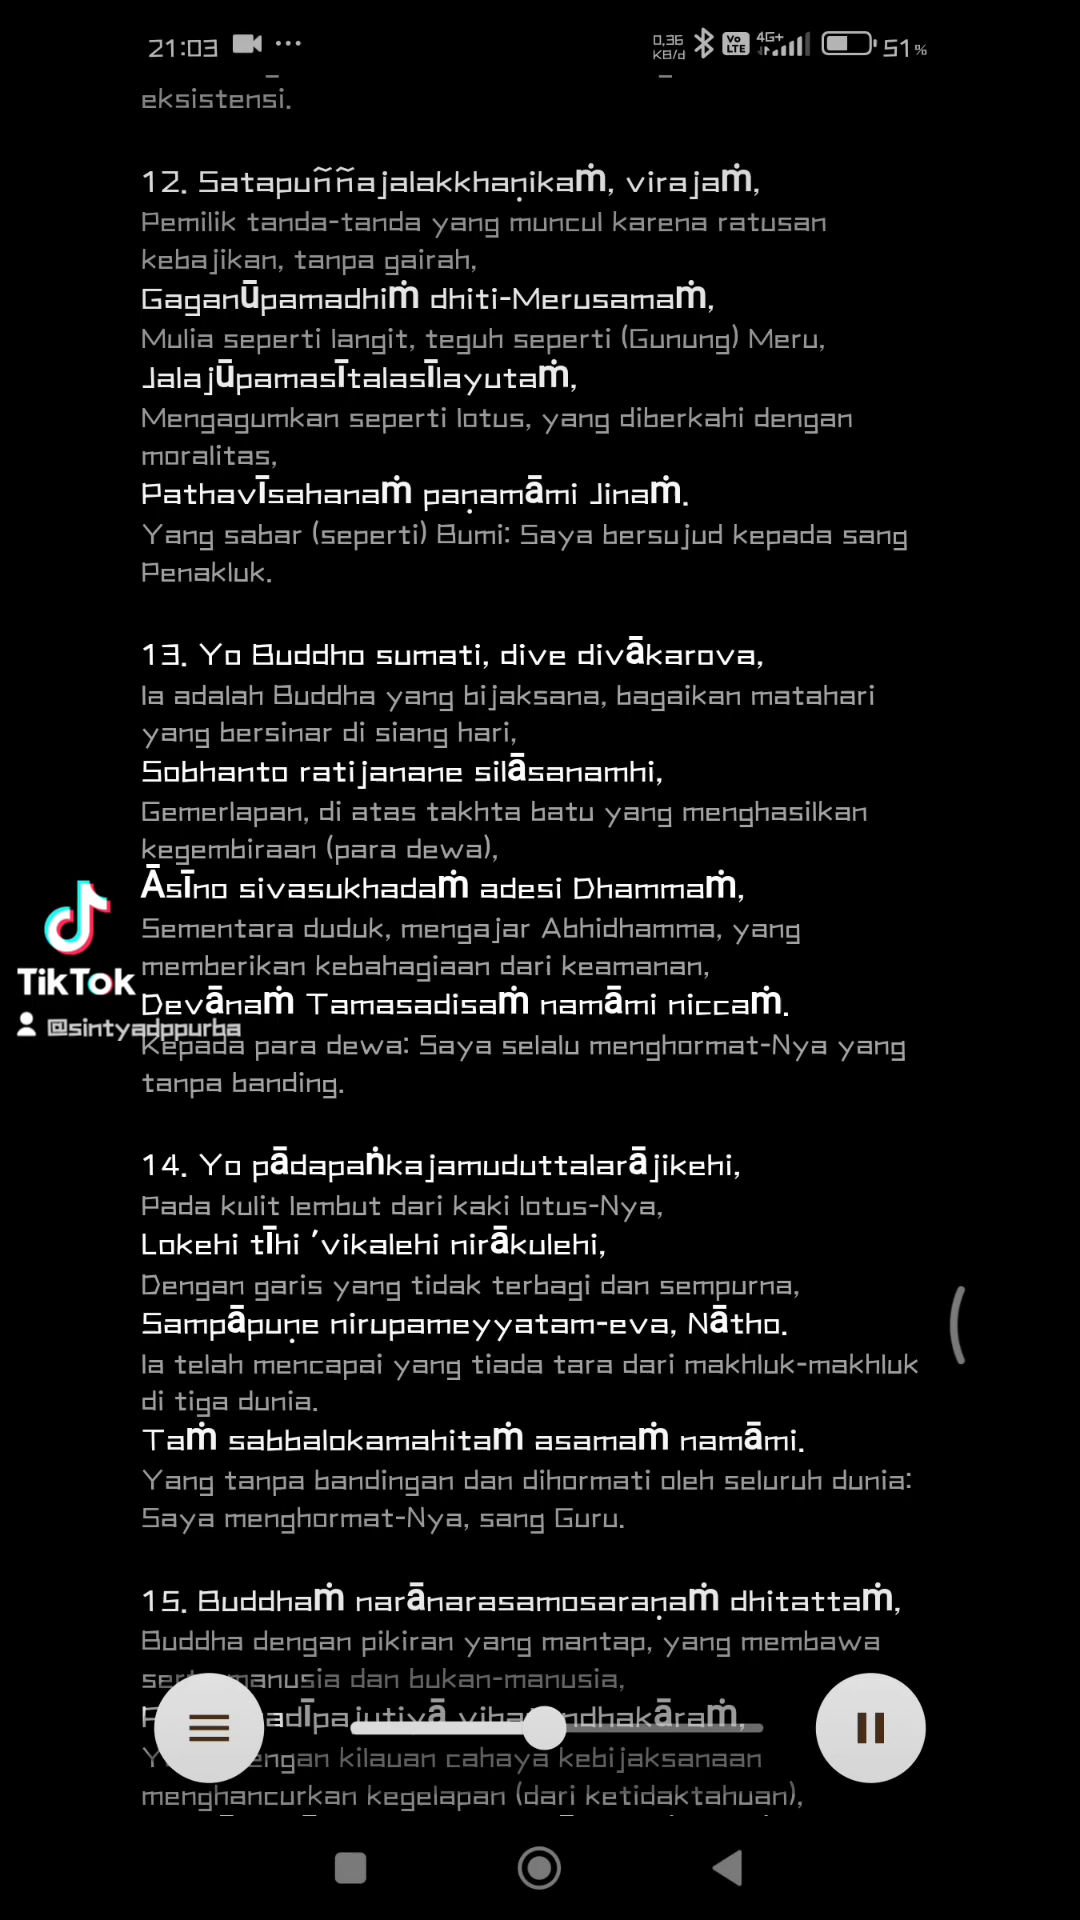 21:03
0,36 KB/d Vo LTE 4G+ 51%
eksistensi.
12. Satapuññajalakkhaṇikaṁ, virajaṁ,
Pemilik tanda-tanda yang muncul karena ratusan
kebajikan, tanpa gairah,
Gaganūpamadhiṁ dhiti-Merusamaṁ,
Mulia seperti langit, teguh seperti (Gunung) Meru,
Jalajūpamasītalasīlayutaṁ,
Mengagumkan seperti lotus, yang diberkahi dengan
moralitas,
Pathavīsahanaṁ paṇamāmi Jinaṁ.
Yang sabar (seperti) Bumi: Saya bersujud kepada sang
Penakluk.
13. Yo Buddho sumati, dive divākarova,
Ia adalah Buddha yang bijaksana, bagaikan matahari
yang bersinar di siang hari,
Sobhanto ratijanane silāsanamhi,
Gemerlapan, di atas takhta batu yang menghasilkan
kegembiraan (para dewa),
Āsīno sivasukhadaṁ adesi Dhammaṁ,
Sementara duduk, mengajar Abhidhamma, yang
memberikan kebahagiaan dari keamanan,
TikTok
Devānaṁ Tamasadisaṁ namāmi niccaṁ.
@sintyadppurba
Kepada para dewa: Saya selalu menghormat-Nya yang
tanpa banding.
14. Yo pādapaṅkajamuduttalarājikehi,
Pada kulit lembut dari kaki lotus-Nya,
Lokehi tīhi ’vikalehi nirākulehi,
Dengan garis yang tidak terbagi dan sempurna,
Sampāpuṇe nirupameyyatam-eva, Nātho.
Ia telah mencapai yang tiada tara dari makhluk-makhluk
di tiga dunia.
Taṁ sabbalokamahitaṁ asamaṁ namāmi.
Yang tanpa bandingan dan dihormati oleh seluruh dunia:
Saya menghormat-Nya, sang Guru.
15. Buddhaṁ narānarasamosaraṇaṁ dhitattaṁ,
Buddha dengan pikiran yang mantap, yang membawa
manusia dan bukan-manusia,
kilauan cahaya kebijaksanaan
menghancurkan kegelapan (dari ketidaktahuan),